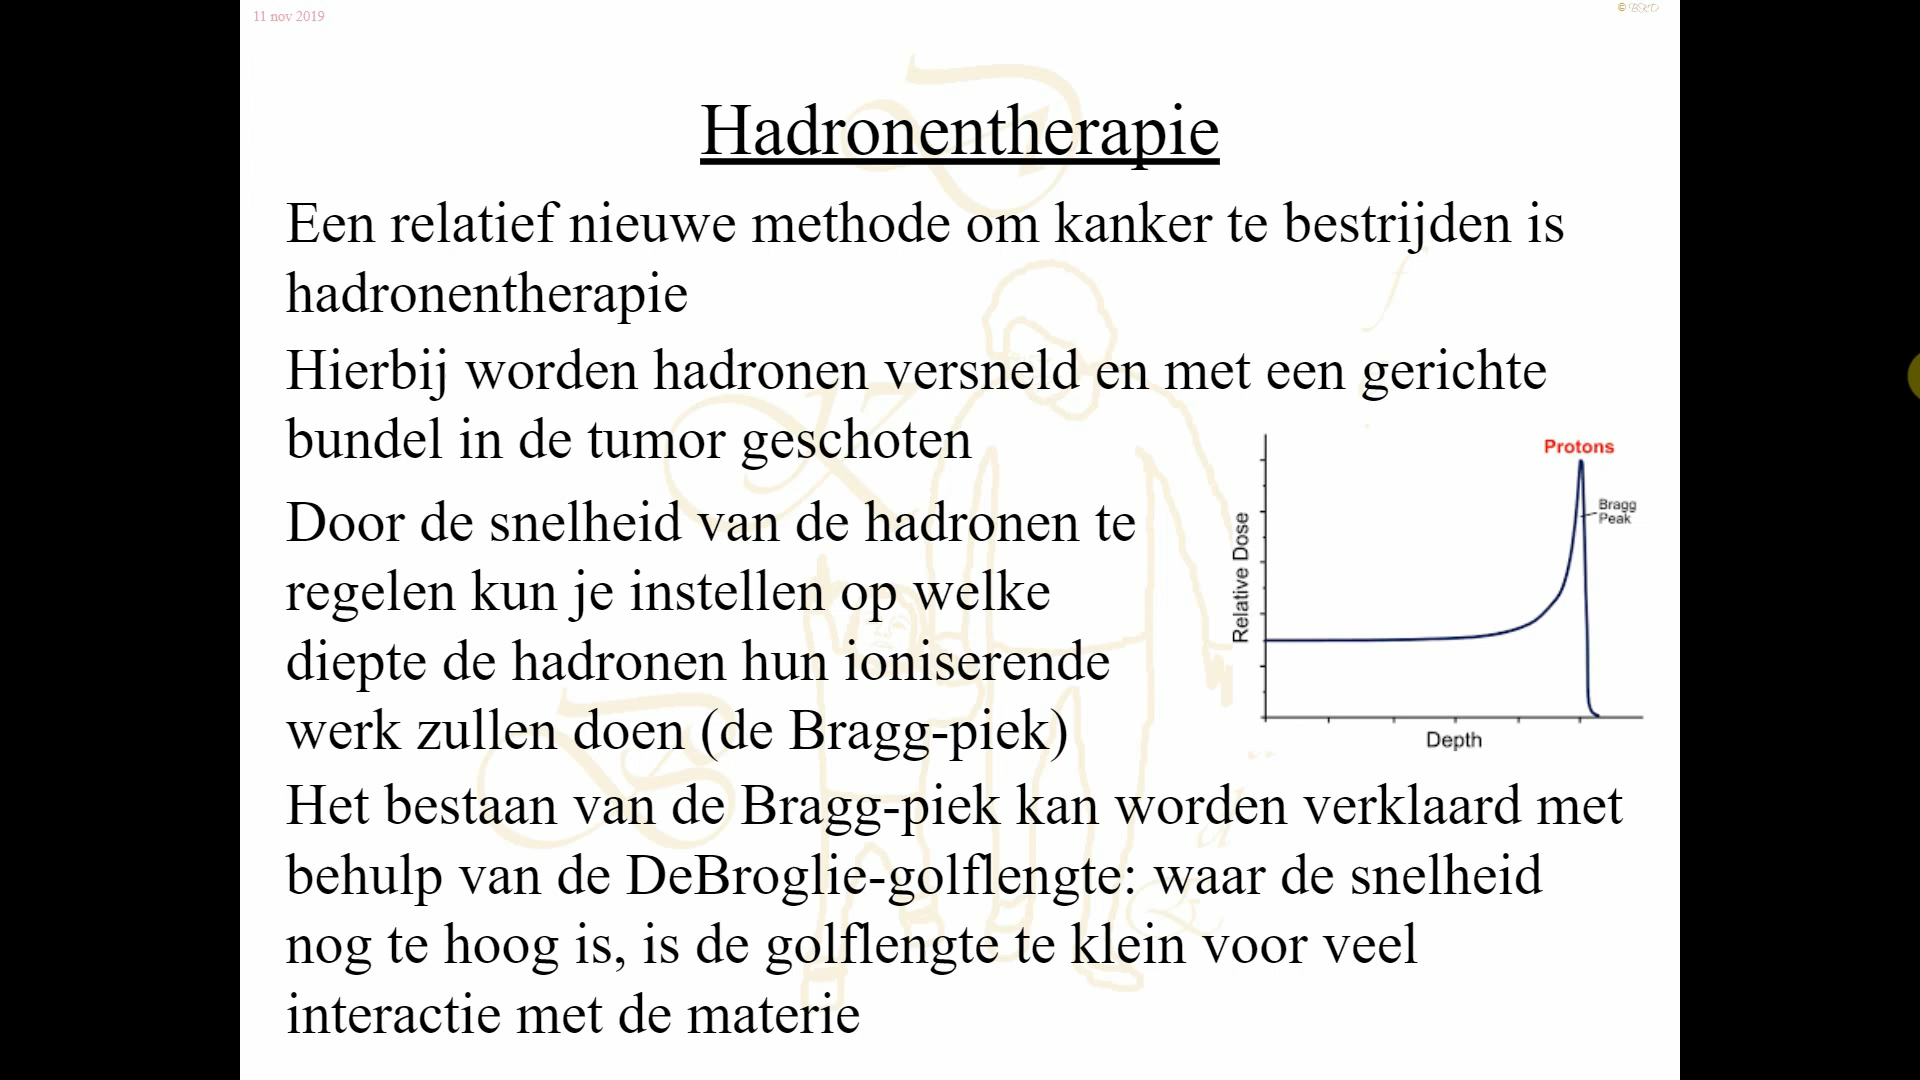 11 nov 2019
Hadronentherapie
Een relatief nieuwe methode om kanker te bestrijden is
hadronentherapie
Hierbij worden hadronen versneld en met een gerichte
bundel in de tumor geschoten
Door de snelheid van de hadronen te
regelen kun je instellen op welke
diepte de hadronen hun ioniserende
werk zullen doen (de Bragg-piek)
Protons
Bragg
Peak
Relative Dose
Depth
Het bestaan van de Bragg-piek kan worden verklaard met
behulp van de DeBroglie-golflengte: waar de snelheid
nog te hoog is, is de golflengte te klein voor veel
interactie met de materie